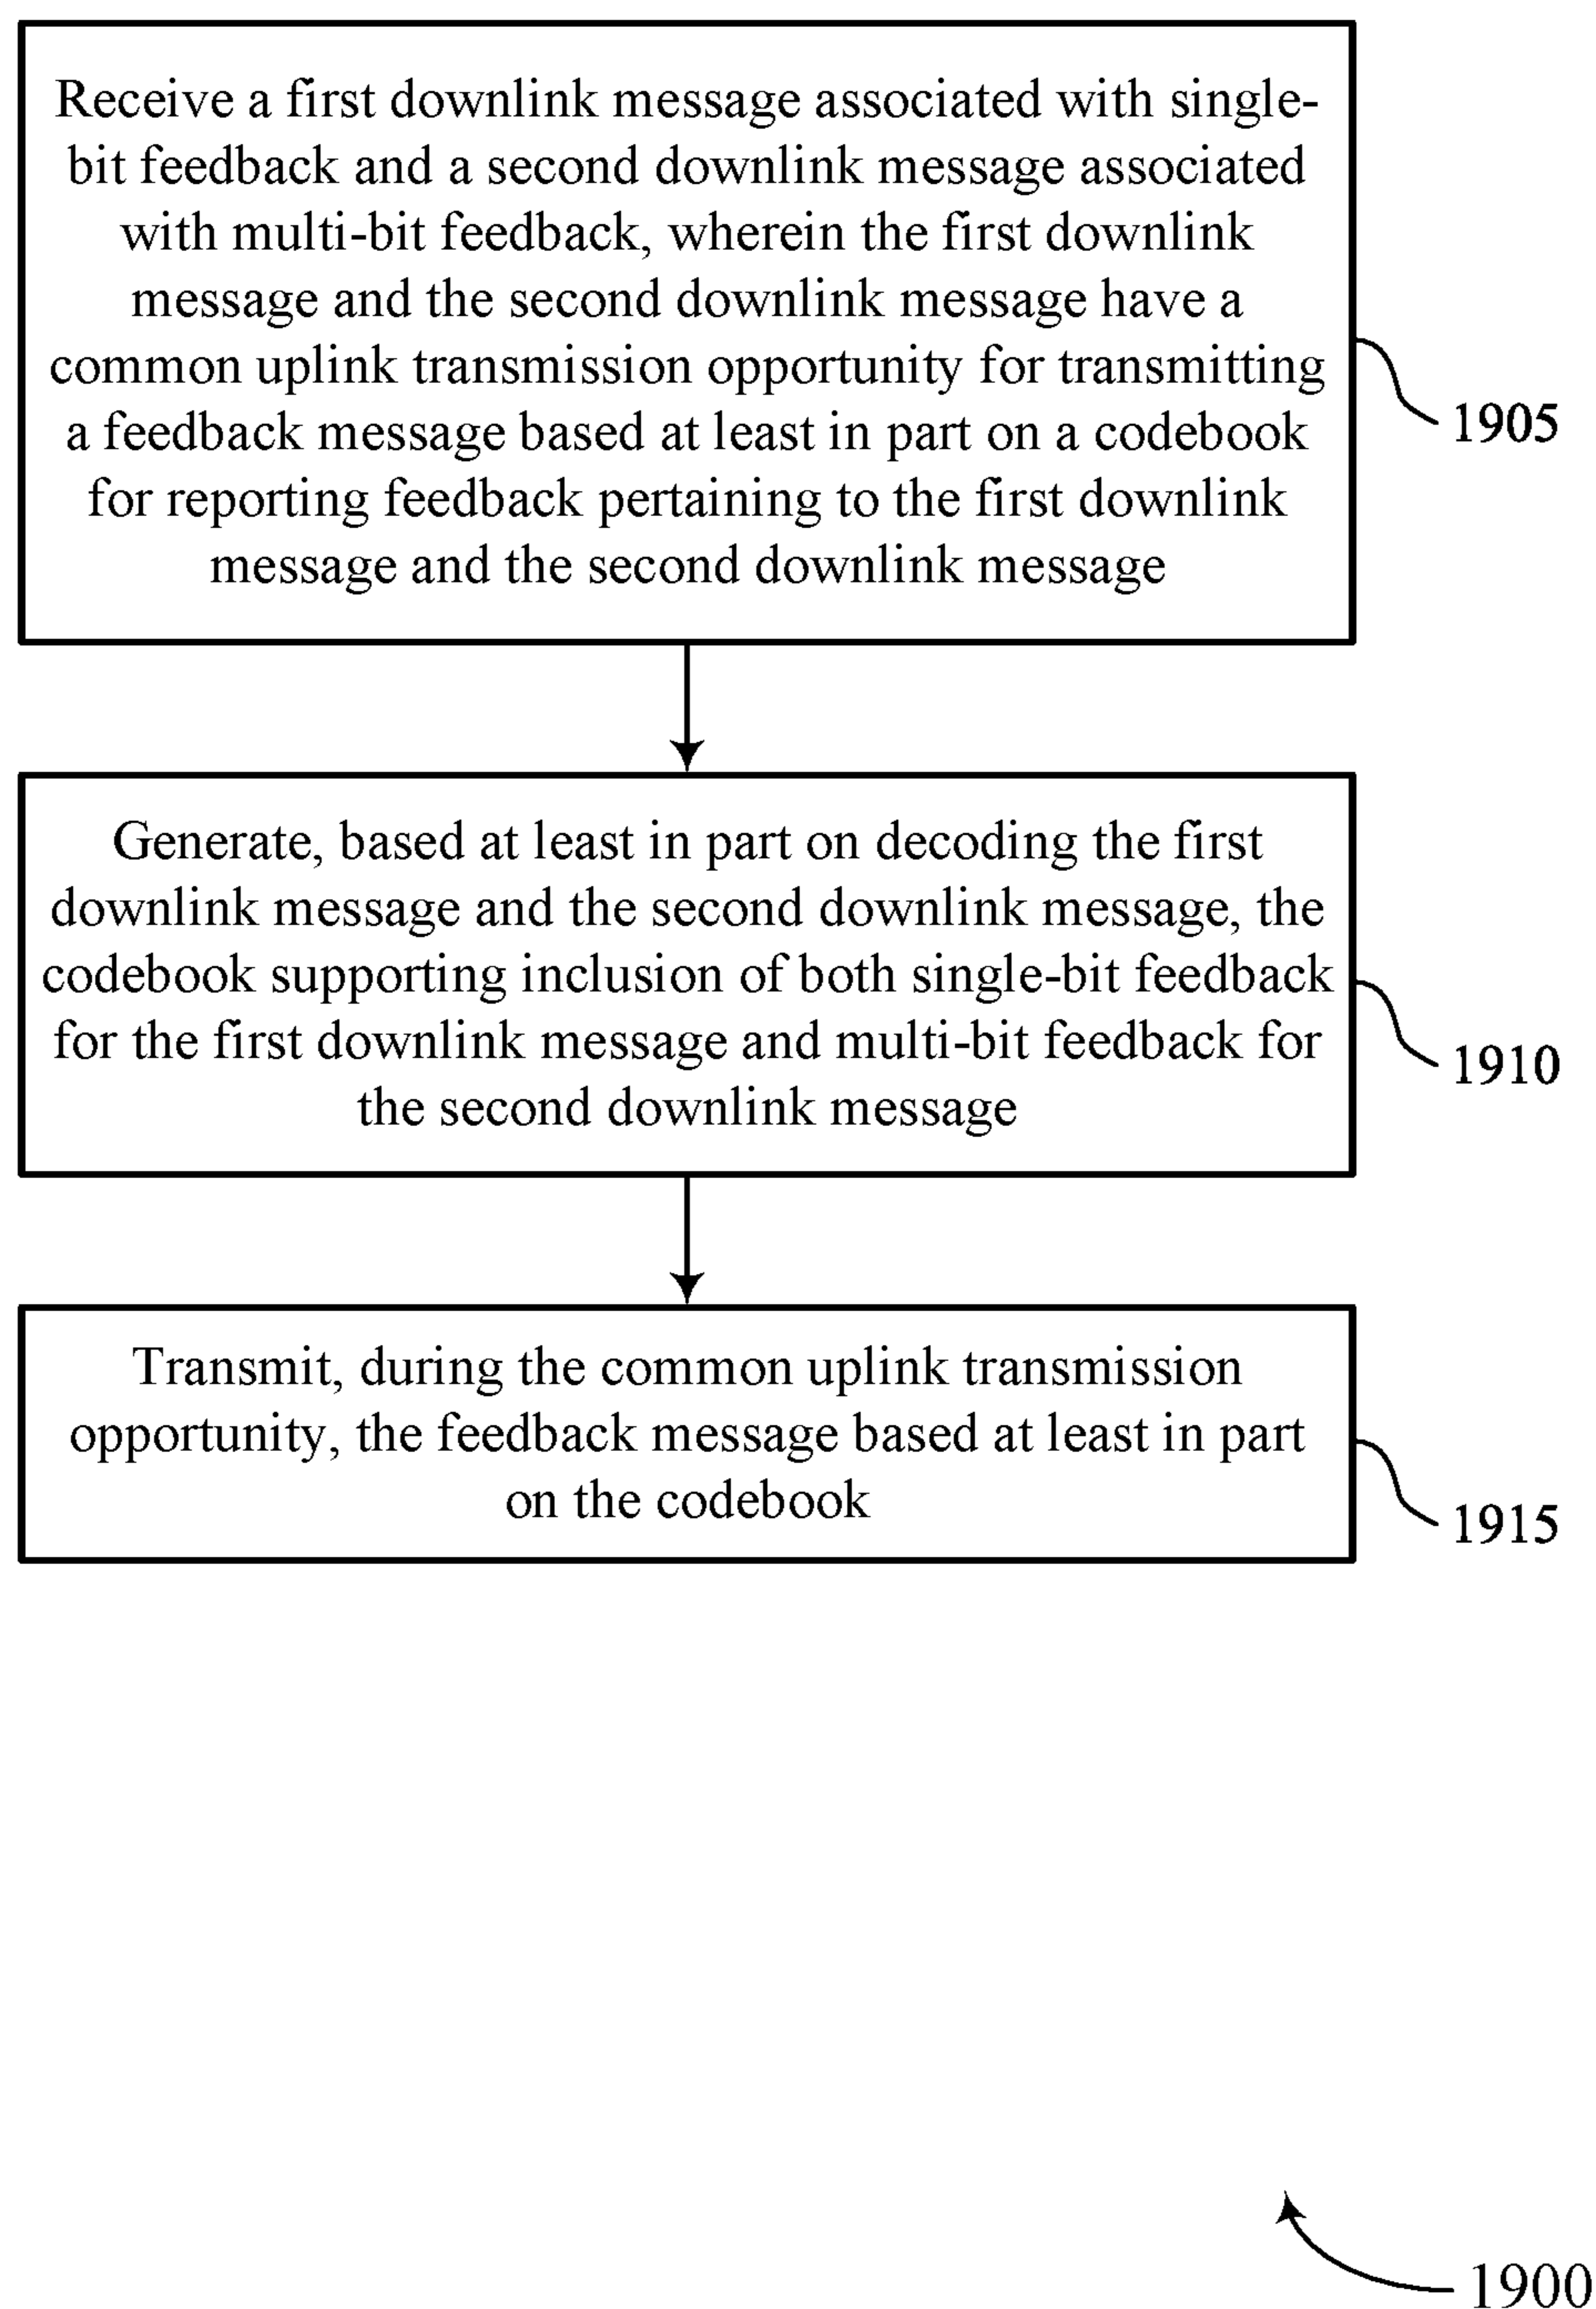 Receive a first downlink message associated with single-
bit feedback and a second downlink message associated
with multi-bit feedback, wherein the first downlink
message and the second downlink message have a
common uplink transmission opportunity for transmitting
a feedback message based at least in part on a codebook
for reporting feedback pertaining to the first downlink
message and the second downlink message
1905
Generate, based at least in part on decoding the first
downlink message and the second downlink message, the
codebook supporting inclusion of both single-bit feedback
for the first downlink message and multi-bit feedback for
the second downlink message
1910
Transmit, during the common uplink transmission
opportunity, the feedback message based at least in part
on the codebook
1915
1900